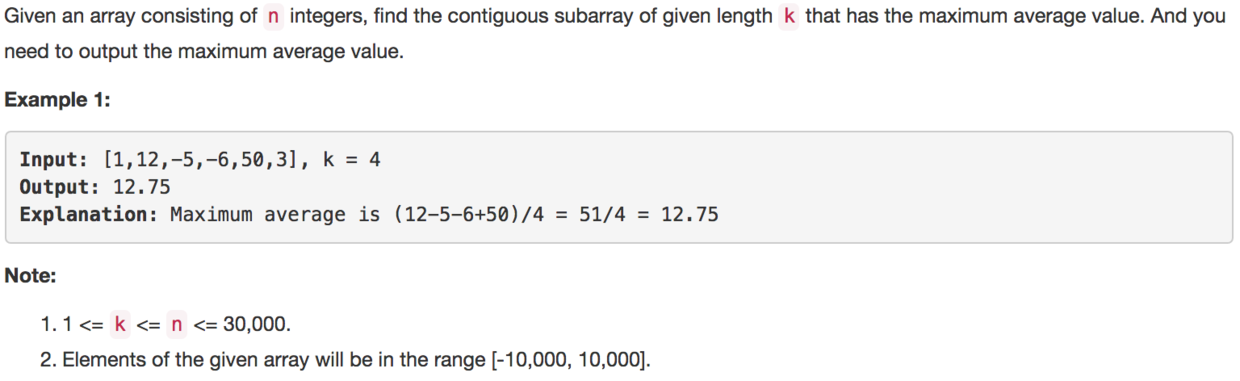 Given an array consisting of n integers, find the contiguous subarray of given length k that has the maximum average value. And you
need to output the maximum average value.
Example 1:
Input: [1,12,-5,-6,50,3], k = 4
Output: 12.75
Explanation: Maximum average is (12-5-6+50)/4 = 51/4 = 12.75
Note:
1. 1 <= k <= n <= 30,000.
2. Elements of the given array will be in the range [-10,000, 10,000].